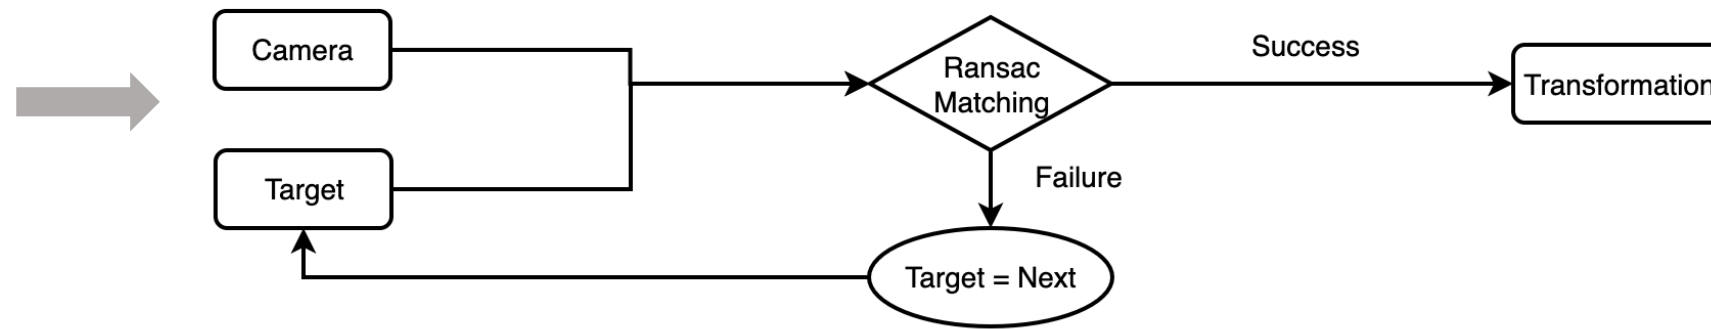 Camera
Ransac
Matching
Success
Transformation
Target
Failure
Target = Next